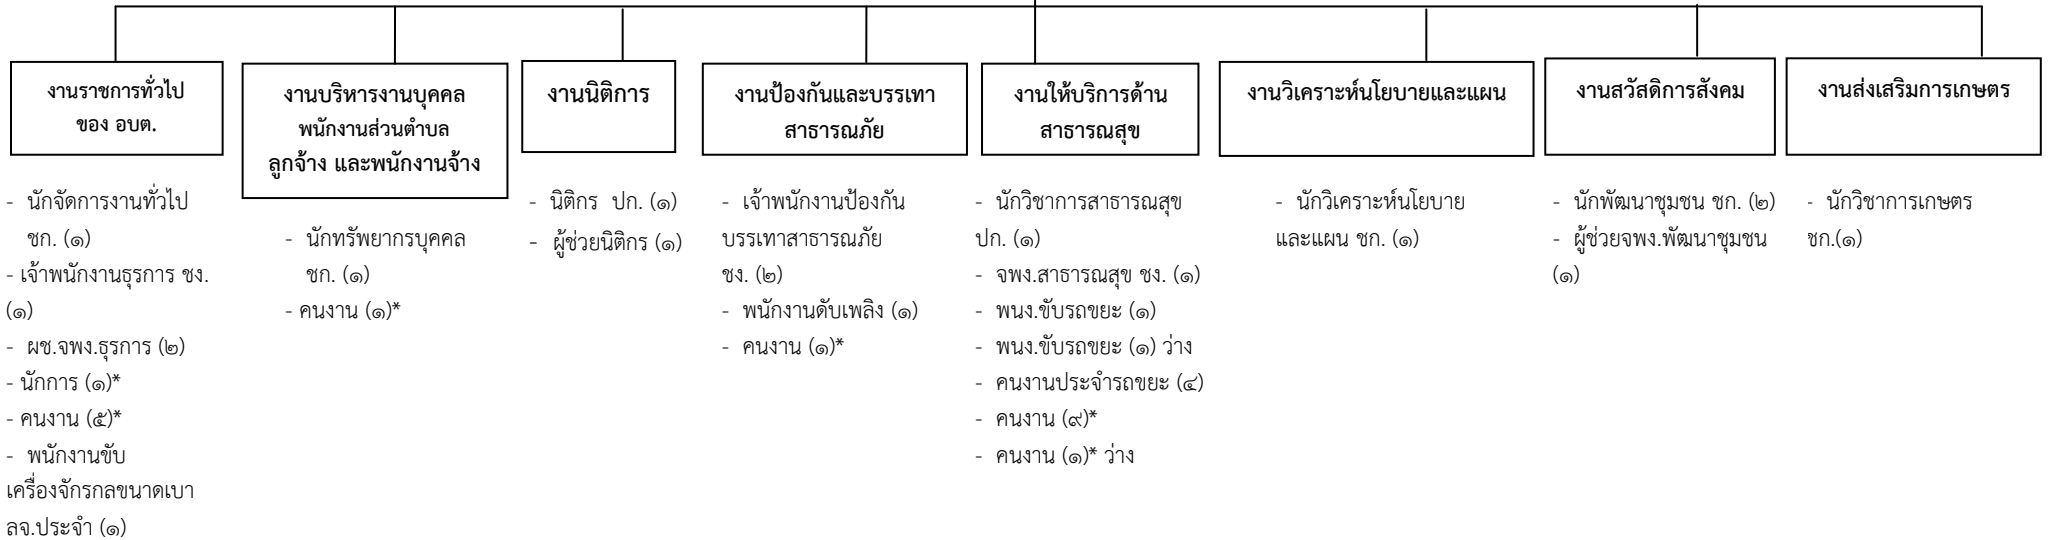 งานราชการทั่วไป
ของ อบต.
- นักจัดการงานทั่วไป
ชก. (๑)
- เจ้าพนักงานธุรการ ชง.
(๑)
- ผช.จพง.ธุรการ (๒)
- นักการ (๑)*
- คนงาน (๕)*
- พนักงานขับ
เครื่องจักรกลขนาดเบา
ลจ.ประจำ (๑)
งานบริหารงานบุคคล
พนักงานส่วนตำบล
ลูกจ้าง และพนักงานจ้าง
- นักทรัพยากรบุคคล
ชก. (๑)
- คนงาน (๑)*
งานนิติการ
- นิติกร ปก. (๑)
- ผู้ช่วยนิติกร (๑)
งานป้องกันและบรรเทา
สาธารณภัย
- เจ้าพนักงานป้องกัน
บรรเทาสาธารณภัย
ชง. (๒)
- พนักงานดับเพลิง (๑)
- คนงาน (๑)*
งานให้บริการด้าน
สาธารณสุข
- นักวิชาการสาธารณสุข
ปก. (๑)
- จพง.สาธารณสุข ชง. (๑)
- พนง.ขับรถขยะ (๑)
- พนง.ขับรถขยะ (๑) ว่าง
- คนงานประจำรถขยะ (๔)
- คนงาน (๙)*
- คนงาน (๑)* ว่าง
งานวิเคราะห์นโยบายและแผน
- นักวิเคราะห์นโยบาย
และแผน ชก. (๑)
งานสวัสดิการสังคม
- นักพัฒนาชุมชน ชก. (๒)
- ผู้ช่วยจพง.พัฒนาชุมชน
(๑)
งานส่งเสริมการเกษตร
- นักวิชาการเกษตร
ชก.(๑)